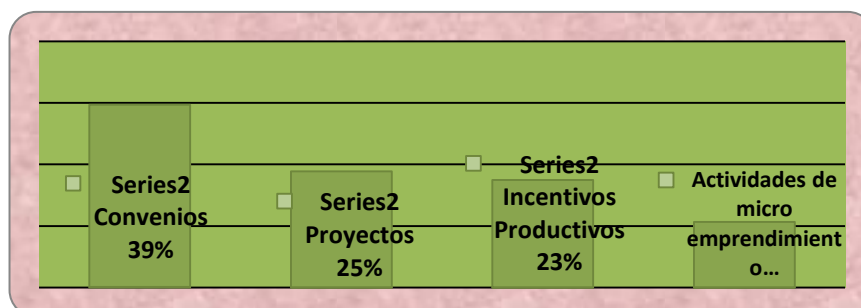 Series2
Convenios
39%
Series2
Proyectos
25%
Series2
Incentivos
Productivos
23%
Actividades de
micro
emprendimient
o...